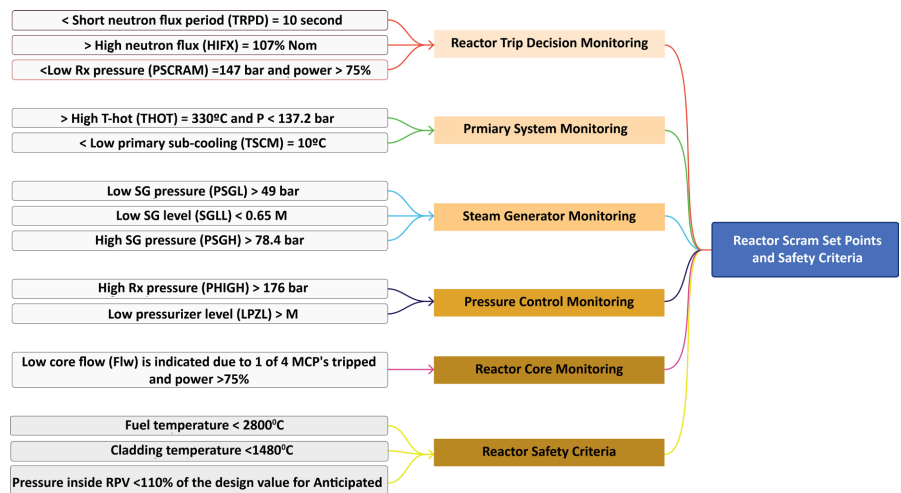 < Short neutron flux period (TRPD) = 10 second
> High neutron flux (HIFX) = 107% Nom
<Low Rx pressure (PSCRAM) =147 bar and power > 75%
Reactor Trip Decision Monitoring
> High T-hot (THOT) = 330ºC and P < 137.2 bar
< Low primary sub-cooling (TSCM) = 10ºC
Prmiary System Monitoring
Low SG pressure (PSGL) > 49 bar
Low SG level (SGLL) < 0.65 M
High SG pressure (PSGH) > 78.4 bar
Steam Generator Monitoring
High Rx pressure (PHIGH) > 176 bar
Low pressurizer level (LPZL) > M
Pressure Control Monitoring
Low core flow (Flw) is indicated due to 1 of 4 MCP's tripped
and power >75%
Reactor Core Monitoring
Fuel temperature < 2800⁰C
Cladding temperature <1480⁰C
Pressure inside RPV <110% of the design value for Anticipated
Reactor Safety Criteria
Reactor Scram Set Points
and Safety Criteria